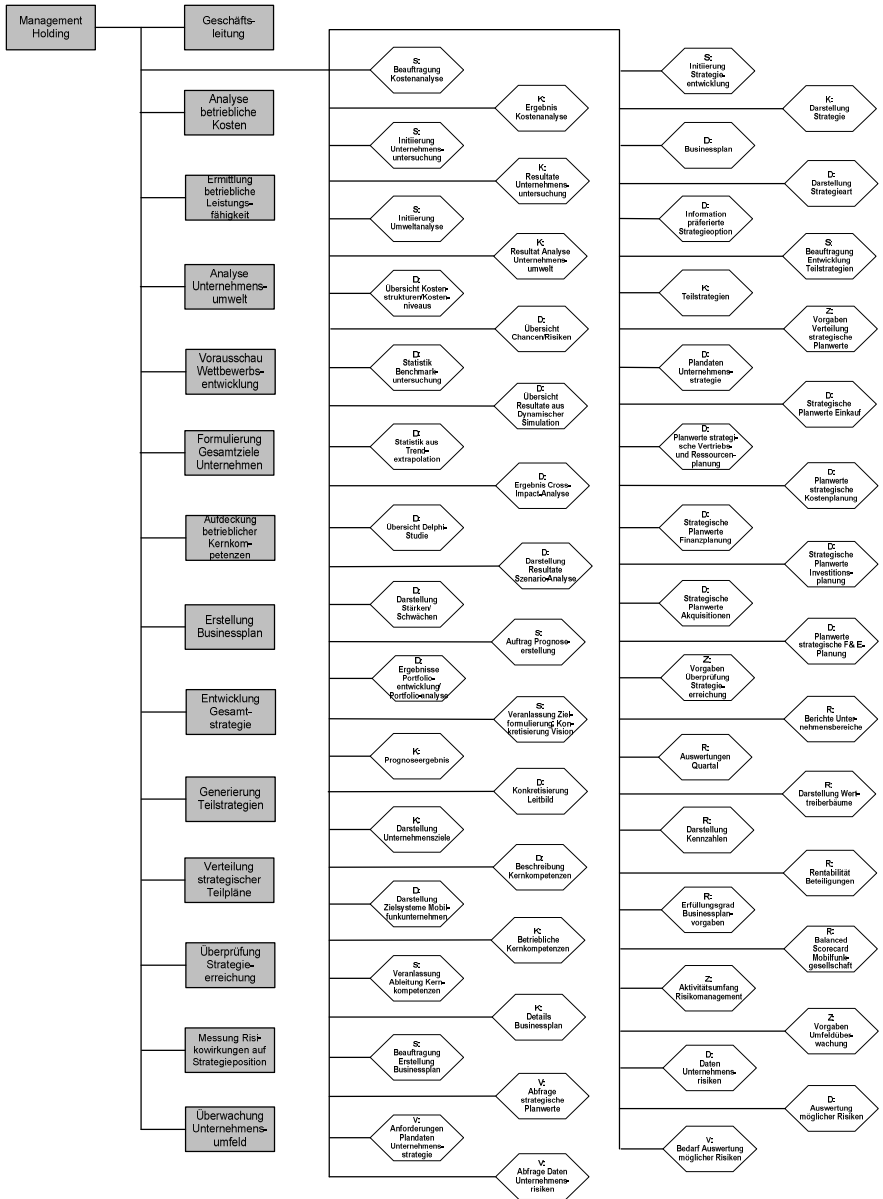 Management
Holding
Geschäfts-
leitung
Analyse
betriebliche
Kosten
Ermittlung
betriebliche
Leistungs-
fähigkeit
Analyse
Unternehmens-
umwelt
Vorausschau
Wettbewerbs-
entwicklung
Formulierung
Gesamtziele
Unternehmen
Aufdeckung
betrieblicher
Kernkom-
petenzen
Erstellung
Businessplan
Entwicklung
Gesamt-
strategie
Generierung
Teilstrategien
Verteilung
strategischer
Teilpläne
Überprüfung
Strategie-
erreichung
Messung Risi-
kowirkungen auf
Strategieposition
Überwachung
Unternehmens-
umfeld
S:
Beauftragung
Kostenanalyse
K:
Ergebnis
Kostenanalyse
S:
Initiierung
Unternehmens-
untersuchung
K:
Resultate
Unternehmens-
untersuchung
S:
Initiierung
Umweltanalyse
K:
Resultat Analyse
Unternehmens-
umwelt
D:
Übersicht Kosten-
strukturen/Kosten-
niveaus
D:
Übersicht
Chancen/Risiken
D:
Statistik
Benchmark-
untersuchung
D:
Übersicht
Resultate aus
Dynamischer
Simulation
D:
Statistik aus
Trend-
extrapolation
D:
Ergebnis Cross-
Impact-Analyse
D:
Übersicht Delphi-
Studie
D:
Darstellung
Resultate
Szenario-Analyse
D:
Darstellung
Stärken/
Schwächen
S:
Auftrag Prognose-
erstellung
D:
Ergebnisse
Portfolio-
entwicklung/
Portfolio-analyse
S:
Veranlassung Ziel-
formulierung; Kon-
kretisierung Vision
K:
Prognoseergebnis
D:
Konkretisierung
Leitbild
K:
Darstellung
Unternehmensziele
D:
Beschreibung
Kernkompetenzen
D:
Darstellung
Zielsysteme Mobil-
funkunternehmen
K:
Betriebliche
Kernkompetenzen
S:
Veranlassung
Ableitung Kern-
kompetenzen
K:
Details
Businessplan
S:
Beauftragung
Erstellung
Businessplan
V:
Abfrage
strategische
Planwerte
V:
Anforderungen
Plandaten
Unternehmens-
strategie
V:
Abfrage Daten
Unternehmens-
risiken
S:
Initiierung
Strategie-
entwicklung
K:
Darstellung
Strategie
D:
Businessplan
D:
Darstellung
Strategieart
D:
Information
präferierte
Strategieoption
S:
Beauftragung
Entwicklung
Teilstrategien
K:
Teilstrategien
Z:
Vorgaben
Verteilung
strategische
Planwerte
D:
Plandaten
Unternehmens-
strategie
D:
Strategische
Planwerte Einkauf
D:
Planwerte strategi-
sche Vertriebs-
und Ressourcen-
planung
D:
Planwerte
strategische
Kostenplanung
D:
Strategische
Planwerte
Finanzplanung
D:
Strategische
Planwerte
Investitions-
planung
D:
Strategische
Planwerte
Akquisitionen
D:
Planwerte
strategische F& E-
Planung
Z:
Vorgaben
Überprüfung
Strategie-
erreichung
R:
Berichte Unter-
nehmensbereiche
R:
Auswertungen
Quartal
R:
Darstellung Wert-
treiberbäume
R:
Darstellung
Kennzahlen
R:
Rentabilität
Beteiligungen
R:
Erfüllungsgrad
Businessplan-
vorgaben
R:
Balanced
Scorecard
Mobilfunk-
gesellschaft
Z:
Aktivitätsumfang
Risikomanagement
Z:
Vorgaben
Umfeldüber-
wachung
D:
Daten
Unternehmens-
risiken
D:
Auswertung
möglicher Risiken
V:
Bedarf Auswertung
möglicher Risiken